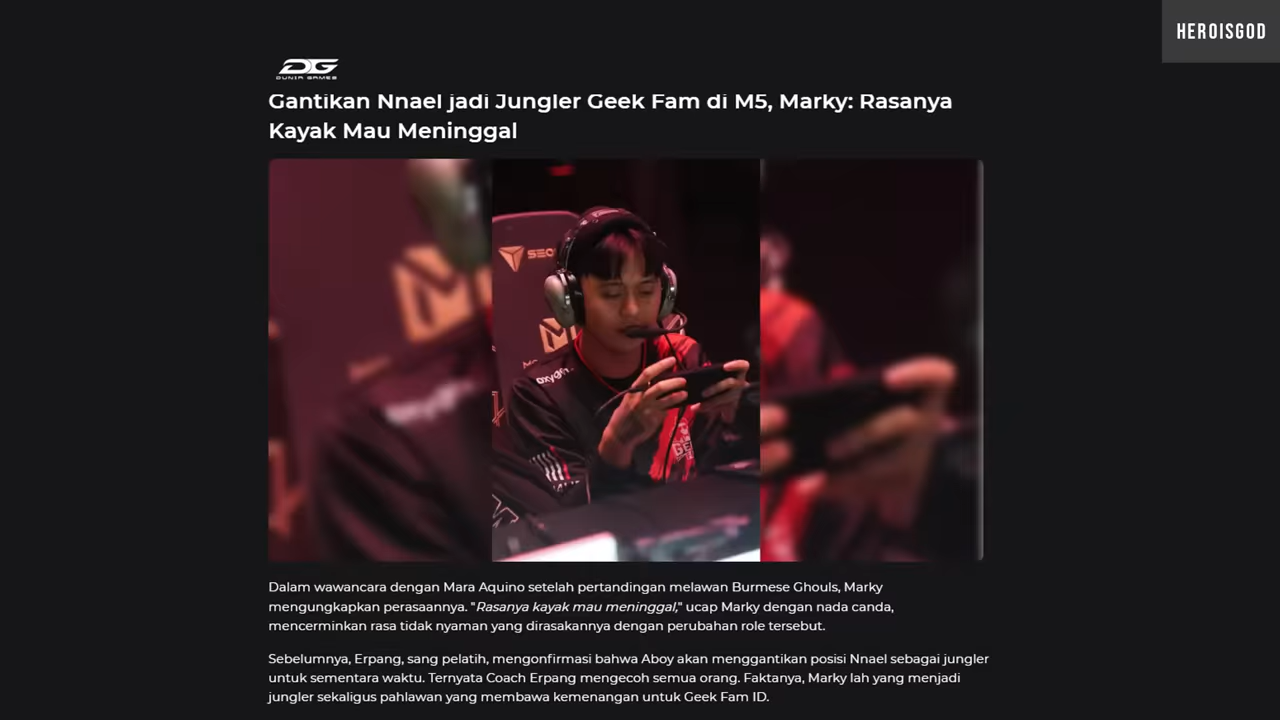 HEROISGOD
DG
DUNIA GAMES
Gantikan Nnael jadi Jungler Geek Fam di M5, Marky: Rasanya
Kayak Mau Meninggal
SEO
oxygen
GE
Dalam wawancara dengan Mara Aquino setelah pertandingan melawan Burmese Ghouls, Marky
mengungkapkan perasaannya. "Rasanya kayak mau meninggal," ucap Marky dengan nada canda,
mencerminkan rasa tidak nyaman yang dirasakannya dengan perubahan role tersebut.
Sebelumnya, Erpang, sang pelatih, mengonfirmasi bahwa Aboy akan menggantikan posisi Nnael sebagai jungler
untuk sementara waktu. Ternyata Coach Erpang mengecoh semua orang. Faktanya, Marky lah yang menjadi
jungler sekaligus pahlawan yang membawa kemenangan untuk Geek Fam ID.